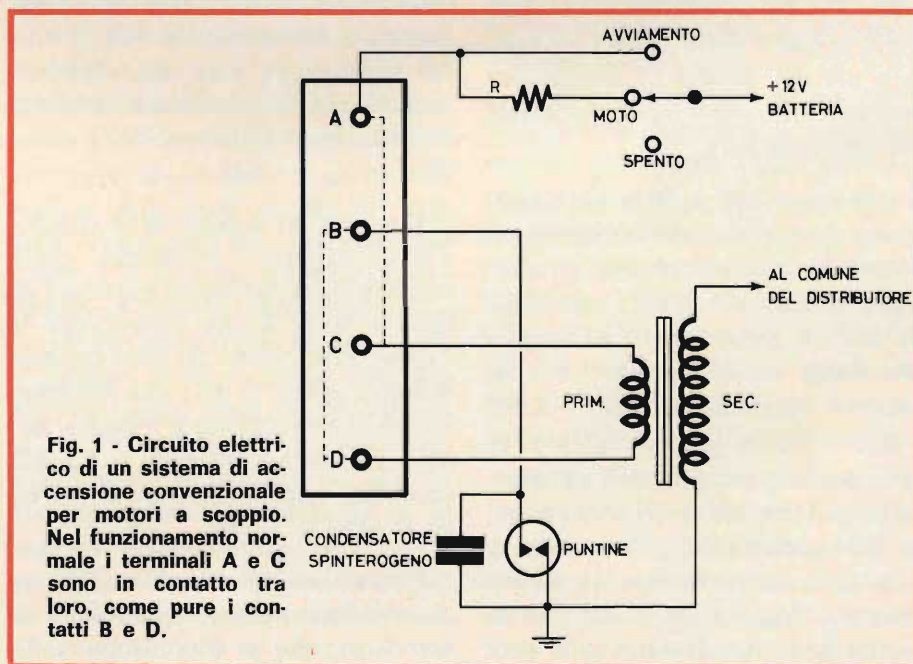 AVVIAMENTO
R
MOTO
+12V
BATTERIA
SPENTO
A
B
C
D
AL COMUNE
DEL DISTRIBUTORE
PRIM.
SEC.
CONDENSATORE
SPINTEROGENO
PUNTINE
Fig. 1 - Circuito elettri-
co di un sistema di ac-
censione convenzionale
per motori a scoppio.
Nel funzionamento nor-
male i terminali A e C
sono in contatto tra
loro, come pure i con-
tatti B e D.